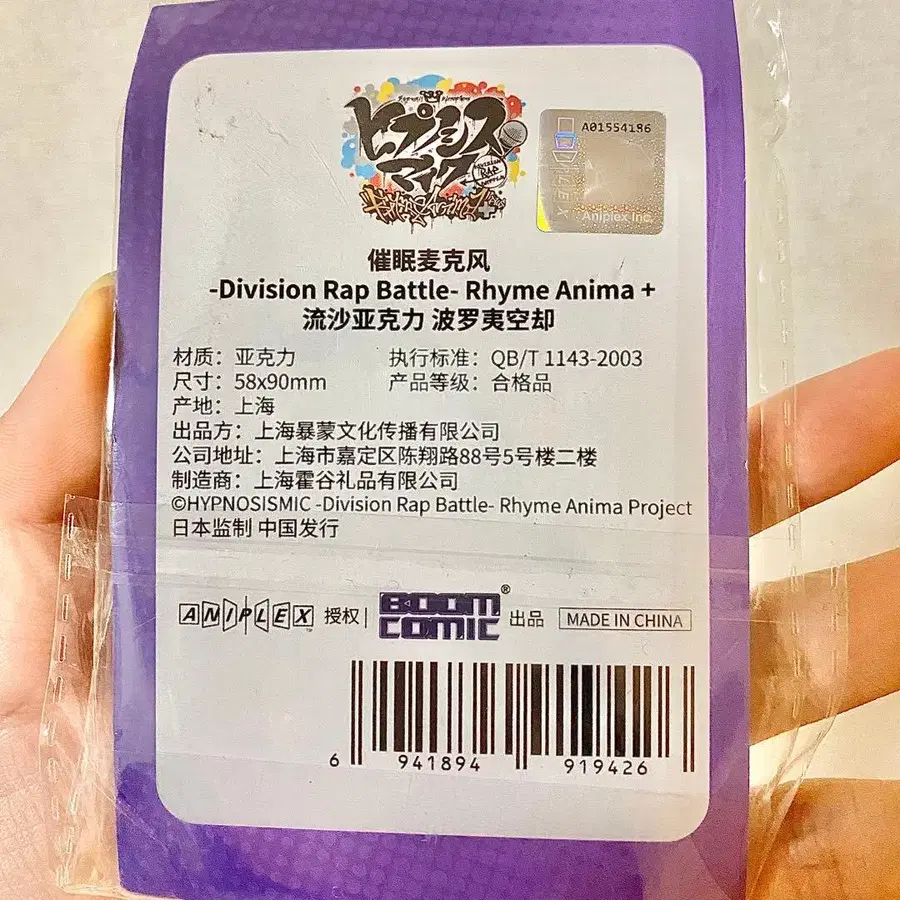 ヒプノシス
マイク
DIVISION
RAP
BATTLE
Rhyme Anima
+
A01554186
Aniplex Inc.
催眠麦克风
-Division Rap Battle- Rhyme Anima +
流沙亚克力 波罗夷空却
材质：亚克力 执行标准：QB/T 1143-2003
尺寸：58x90mm 产品等级：合格品
产地：上海
出品方：上海暴蒙文化传播有限公司
公司地址：上海市嘉定区陈翔路88号5号楼二楼
制造商：上海霍谷礼品有限公司
©HYPNOSISMIC -Division Rap Battle- Rhyme Anima Project
日本监制 中国发行
ANIPLEX™ 授权 | BOOM COMIC® 出品 MADE IN CHINA
6 941894 919426